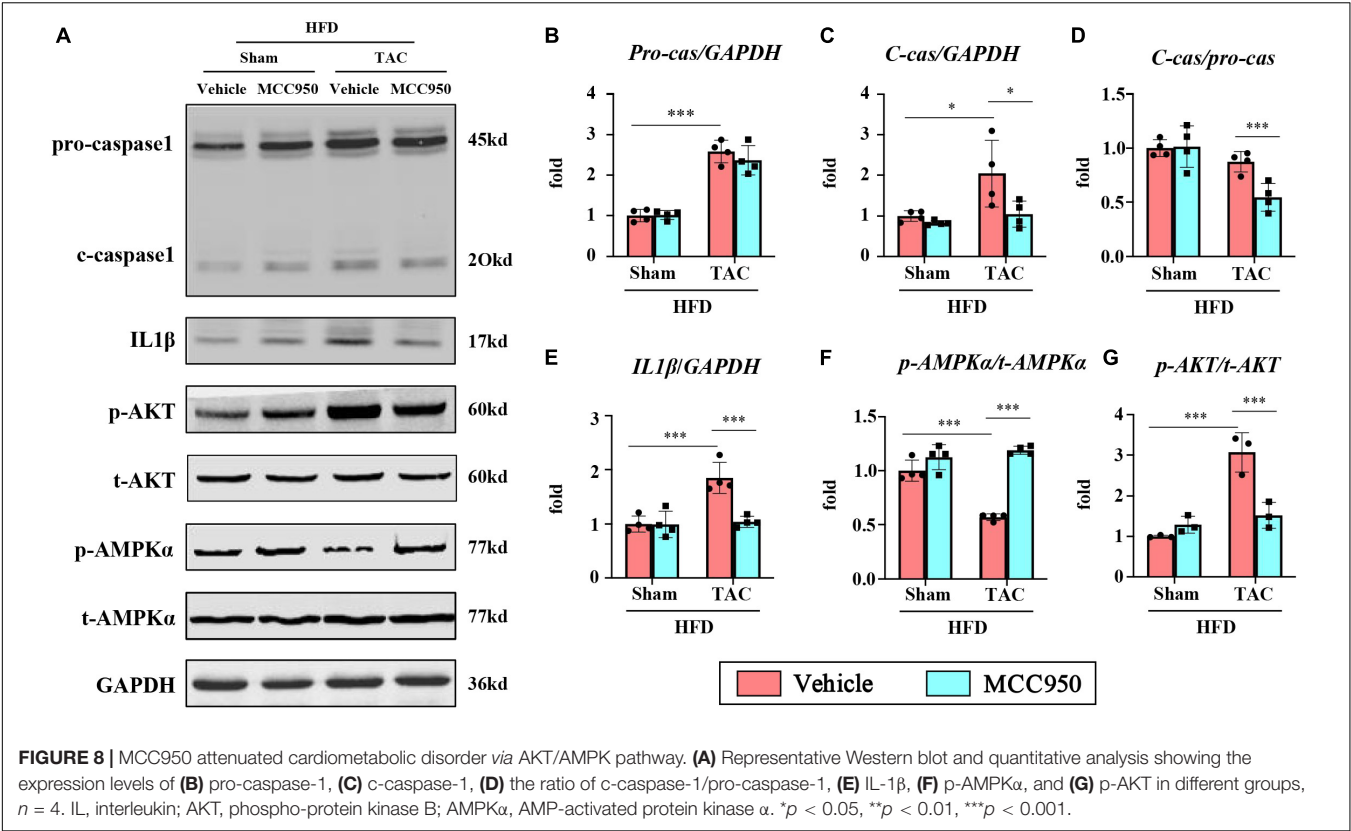 A
HFD
Sham TAC
Vehicle MCC950 Vehicle MCC950
pro-caspase1 45kd
c-caspase1 2Okd
IL1β 17kd
p-AKT 60kd
t-AKT 60kd
p-AMPKα 77kd
t-AMPKα 77kd
GAPDH 36kd
B
Pro-cas/GAPDH
fold
4
3
2
1
0
***
Sham TAC
HFD
C
C-cas/GAPDH
fold
4
3
2
1
0
* *
Sham TAC
HFD
D
C-cas/pro-cas
fold
1.5
1.0
0.5
0.0
***
Sham TAC
HFD
E
IL1β/GAPDH
fold
3
2
1
0
*** ***
Sham TAC
HFD
F
p-AMPKα/t-AMPKα
fold
1.5
1.0
0.5
0.0
*** ***
Sham TAC
HFD
G
p-AKT/t-AKT
fold
4
3
2
1
0
*** ***
Sham TAC
HFD
Vehicle MCC950
FIGURE 8 | MCC950 attenuated cardiometabolic disorder via AKT/AMPK pathway. (A) Representative Western blot and quantitative analysis showing the
expression levels of (B) pro-caspase-1, (C) c-caspase-1, (D) the ratio of c-caspase-1/pro-caspase-1, (E) IL-1β, (F) p-AMPKα, and (G) p-AKT in different groups,
n = 4. IL, interleukin; AKT, phospho-protein kinase B; AMPKα, AMP-activated protein kinase α. *p < 0.05, **p < 0.01, ***p < 0.001.